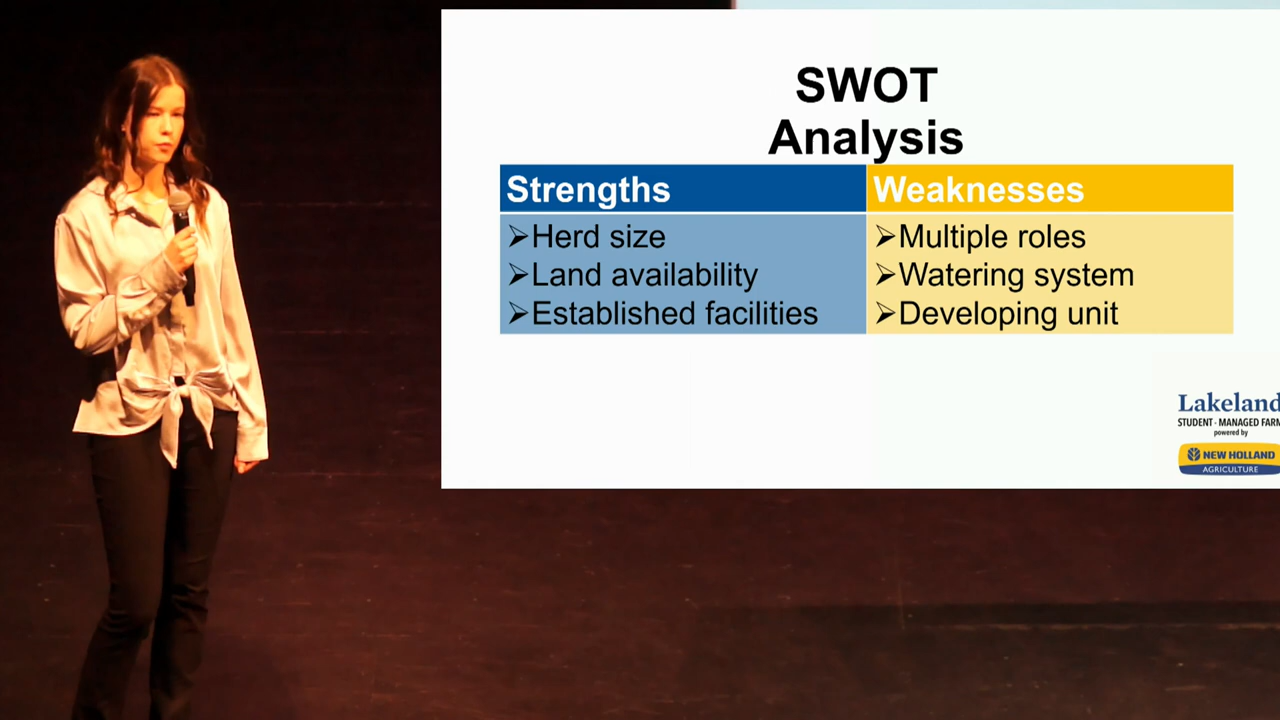 SWOT
Analysis
Strengths
Weaknesses
➢Herd size
➢Land availability
➢Established facilities
➢Multiple roles
➢Watering system
➢Developing unit
Lakeland
STUDENT - MANAGED FARM
powered by
NEW HOLLAND
AGRICULTURE